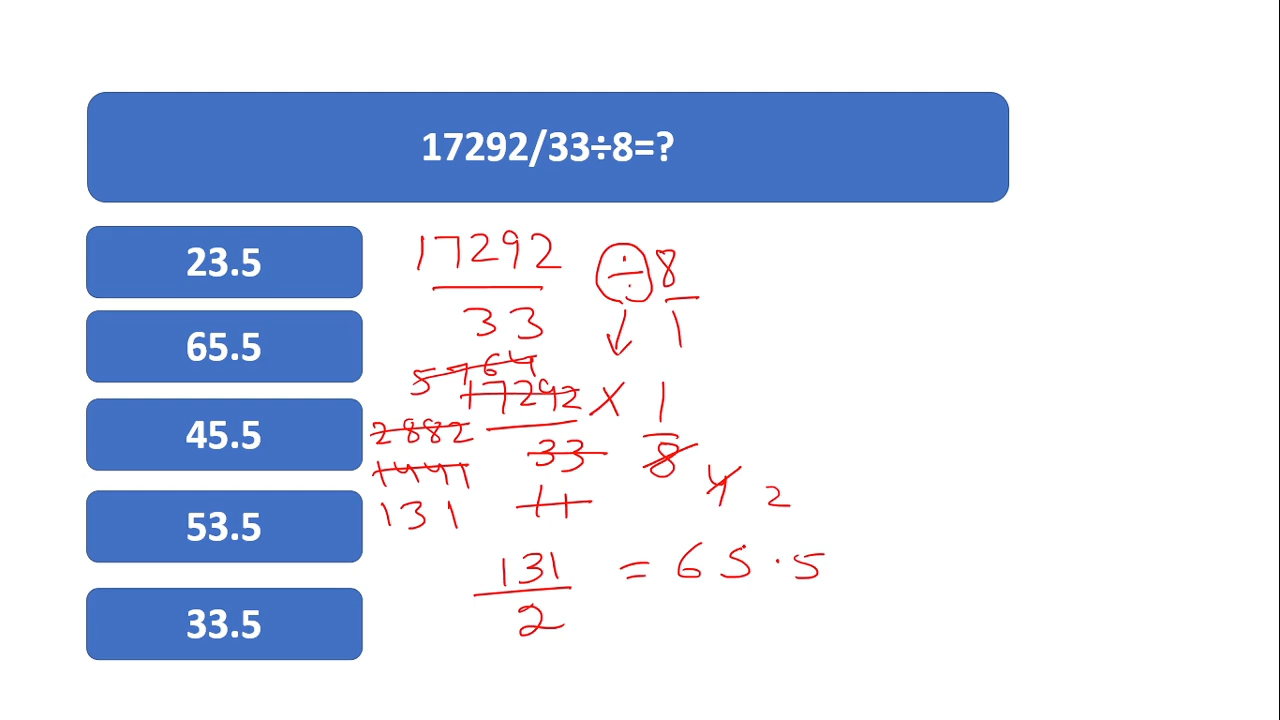 17292/33÷8=?
23.5
65.5
45.5
53.5
33.5
17292 ÷ 8
33 1
5764
17292 × 1
2882 33 8 4 2
1441
131 11
131 = 65.5
2